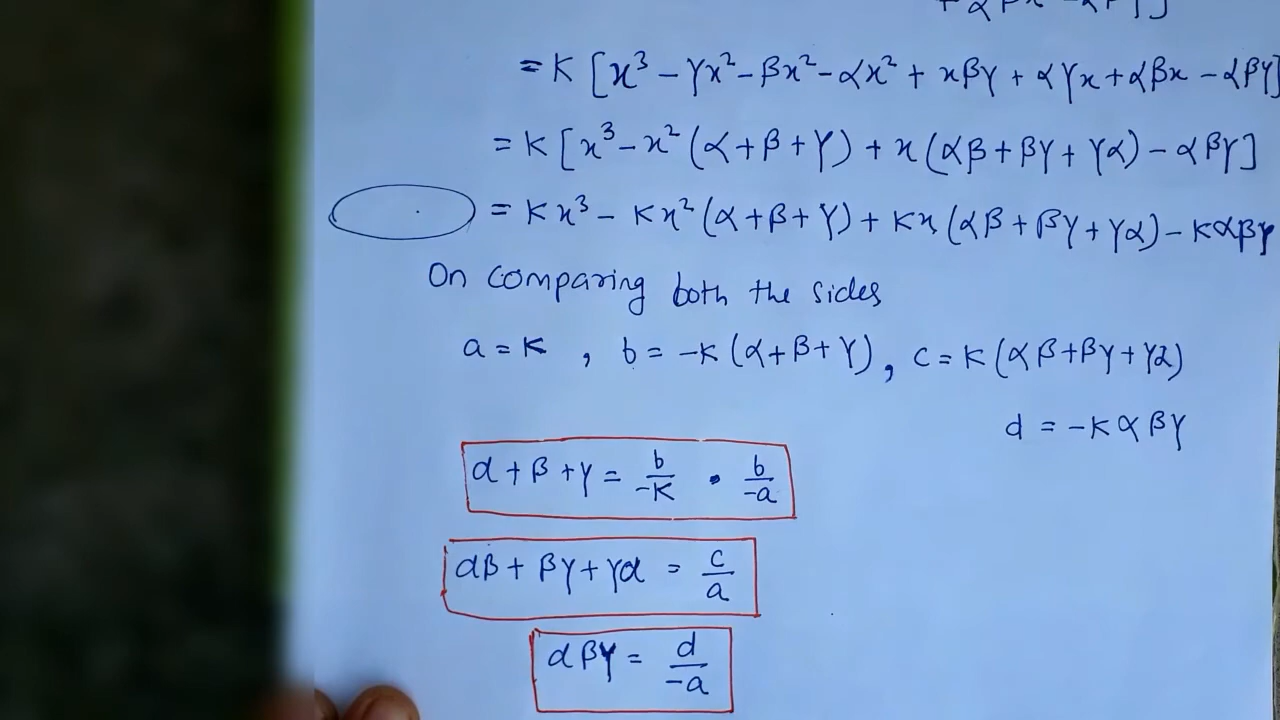 = K [x³ - γx² - βx² - αx² + xβγ + αγx + αβx - αβγ]
= K [x³ - x² (α + β + γ) + x (αβ + βγ + γα) - αβγ]
= Kx³ - Kx² (α + β + γ) + Kx (αβ + βγ + γα) - Kαβγ
On comparing both the sides
a = K , b = -K (α + β + γ) , c = K (αβ + βγ + γα)
d = -K α β γ
α + β + γ = b/-K • b/-a
αβ + βγ + γα = c/a
αβγ = d/-a